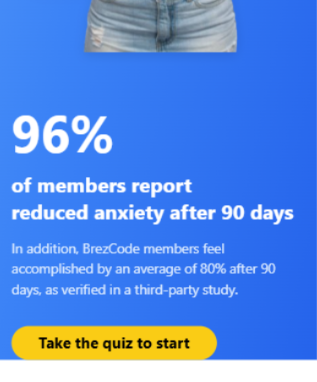 96%
of members report
reduced anxiety after 90 days
In addition, BrezCode members feel
accomplished by an average of 80% after 90
days, as verified in a third-party study.
Take the quiz to start